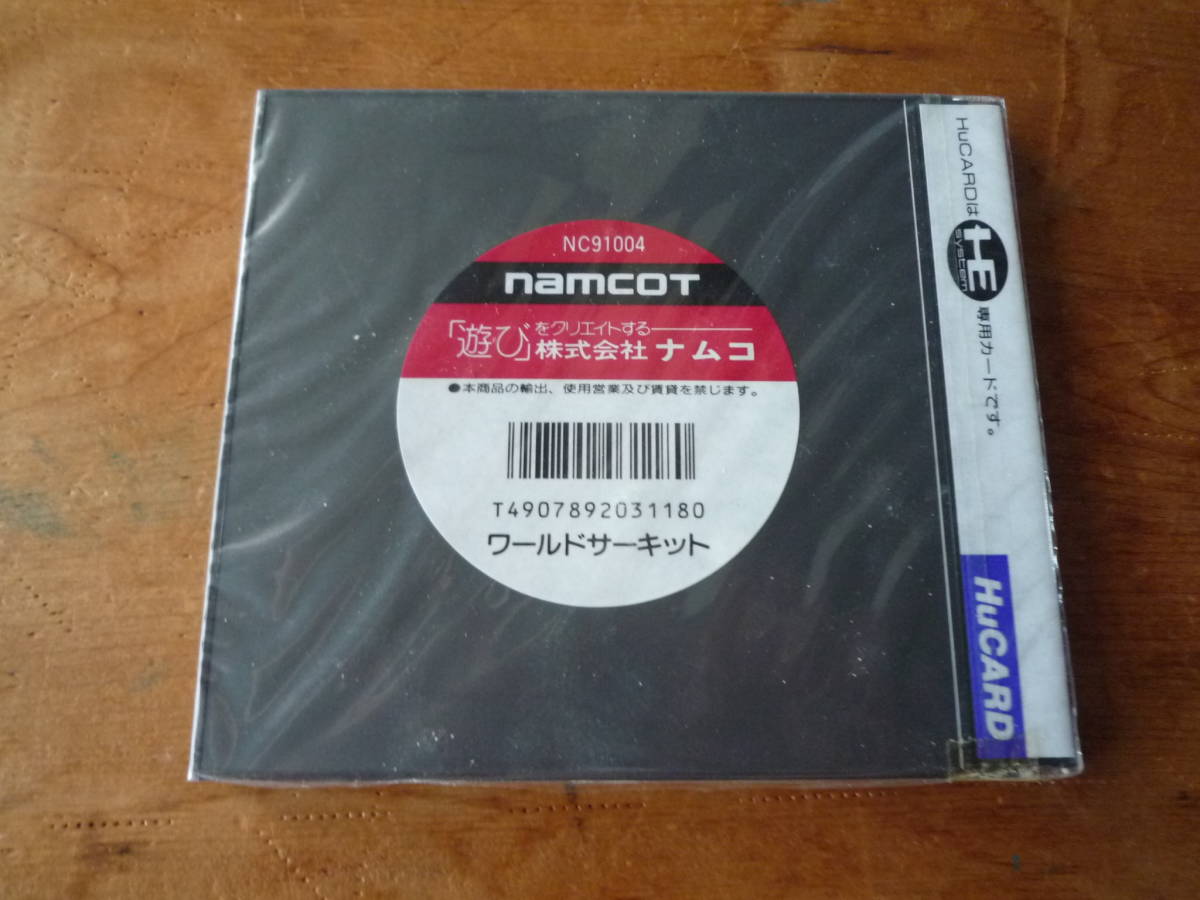 NC91004
namcot
「遊び」をクリエイトする
株式会社ナムコ
●本商品の輸出、使用営業及び賃貸を禁じます。
T4907892031180
ワールドサーキット
HuCARDは HE system 専用カードです。
HuCARD